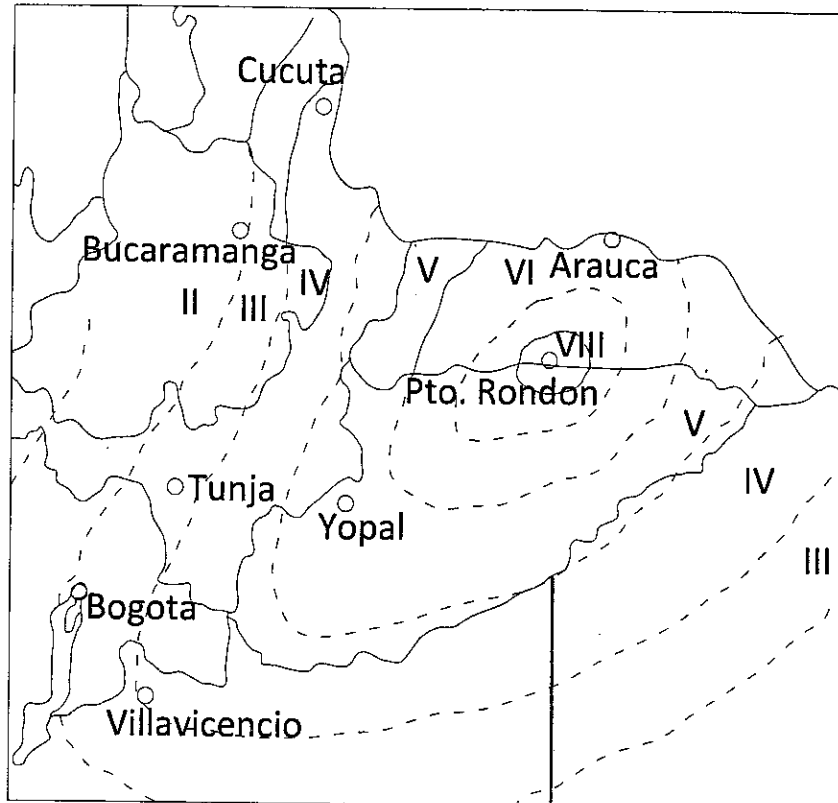 Cucuta
Bucaramanga
II
III
IV
V
VI
Arauca
VIII
Pto. Rondon
V
IV
III
Tunja
Yopal
Bogota
Villavicencio